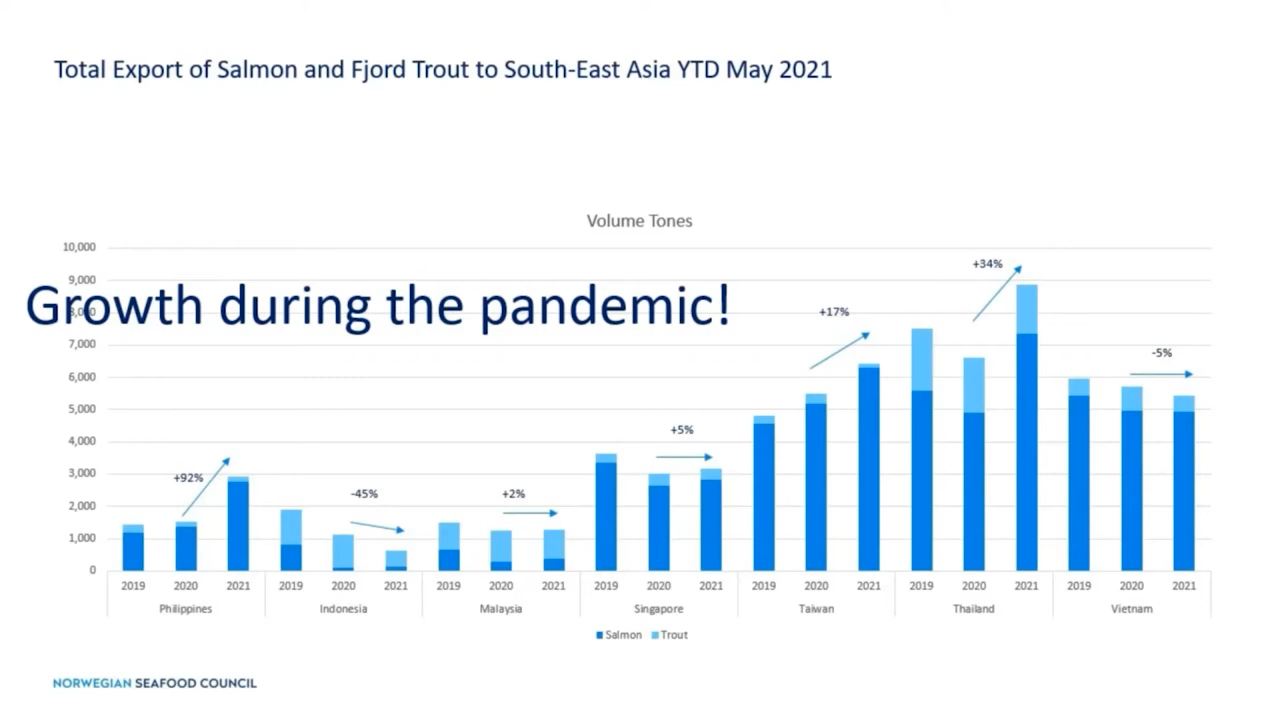 Total Export of Salmon and Fjord Trout to South-East Asia YTD May 2021
Volume Tones
10,000
9,000
Growth during the pandemic!
8,000
7,000
6,000
5,000
4,000
3,000
2,000
1,000
0
+92%
-45%
+2%
+5%
+17%
+34%
-5%
2019 2020 2021 2019 2020 2021 2019 2020 2021 2019 2020 2021 2019 2020 2021 2019 2020 2021 2019 2020 2021
Philippines Indonesia Malaysia Singapore Taiwan Thailand Vietnam
Salmon Trout
NORWEGIAN SEAFOOD COUNCIL